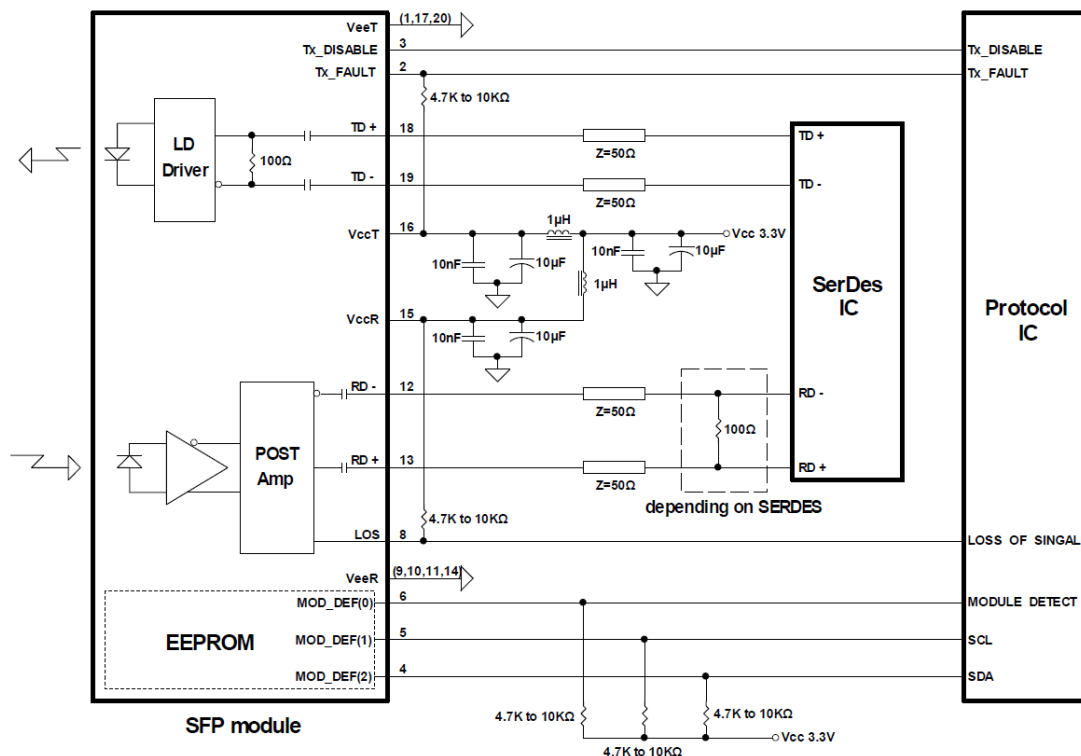 VeeT (1,17,20)
Tx_DISABLE 3 Tx_DISABLE
Tx_FAULT 2 Tx_FAULT
4.7K to 10KΩ
LD
Driver
100Ω
TD + 18 TD +
Z=50Ω
TD - 19 TD -
Z=50Ω
1µH
VccT 16 Vcc 3.3V
10nF 10µF 10nF 10µF
1µH
SerDes
IC
Protocol
IC
VccR 15
10nF 10µF
RD - 12 RD -
Z=50Ω
100Ω
POST
Amp
RD + 13 RD +
Z=50Ω
depending on SERDES
4.7K to 10KΩ
LOS 8 LOSS OF SINGAL
VeeR (9,10,11,14)
MOD_DEF(0) 6 MODULE DETECT
EEPROM
MOD_DEF(1) 5 SCL
MOD_DEF(2) 4 SDA
4.7K to 10KΩ 4.7K to 10KΩ
SFP module
Vcc 3.3V
4.7K to 10KΩ